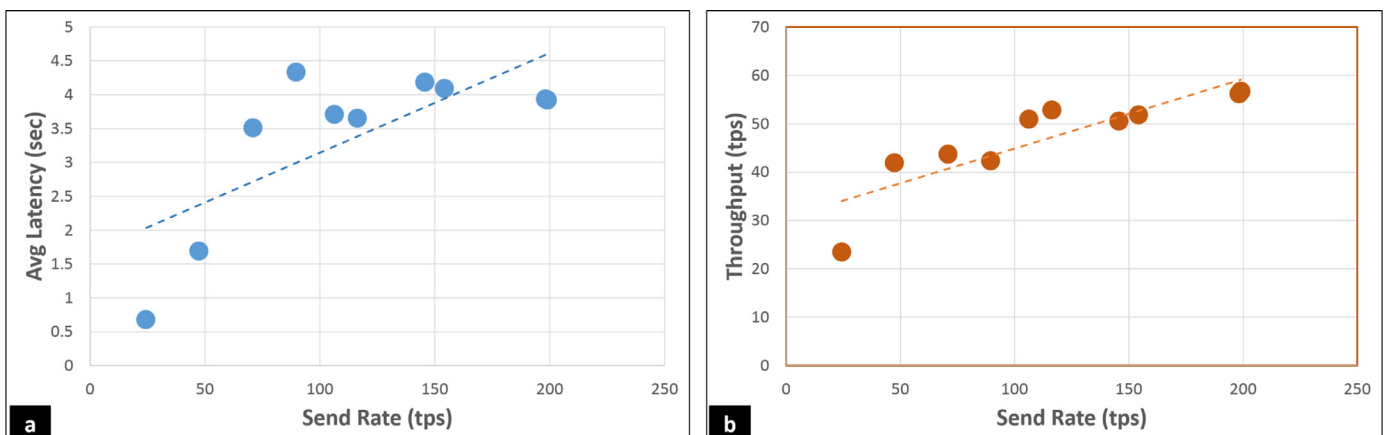 Avg Latency (sec)
5
4.5
4
3.5
3
2.5
2
1.5
1
0.5
0
0 50 100 150 200 250
Send Rate (tps)
a
Throughput (tps)
70
60
50
40
30
20
10
0
0 50 100 150 200 250
Send Rate (tps)
b